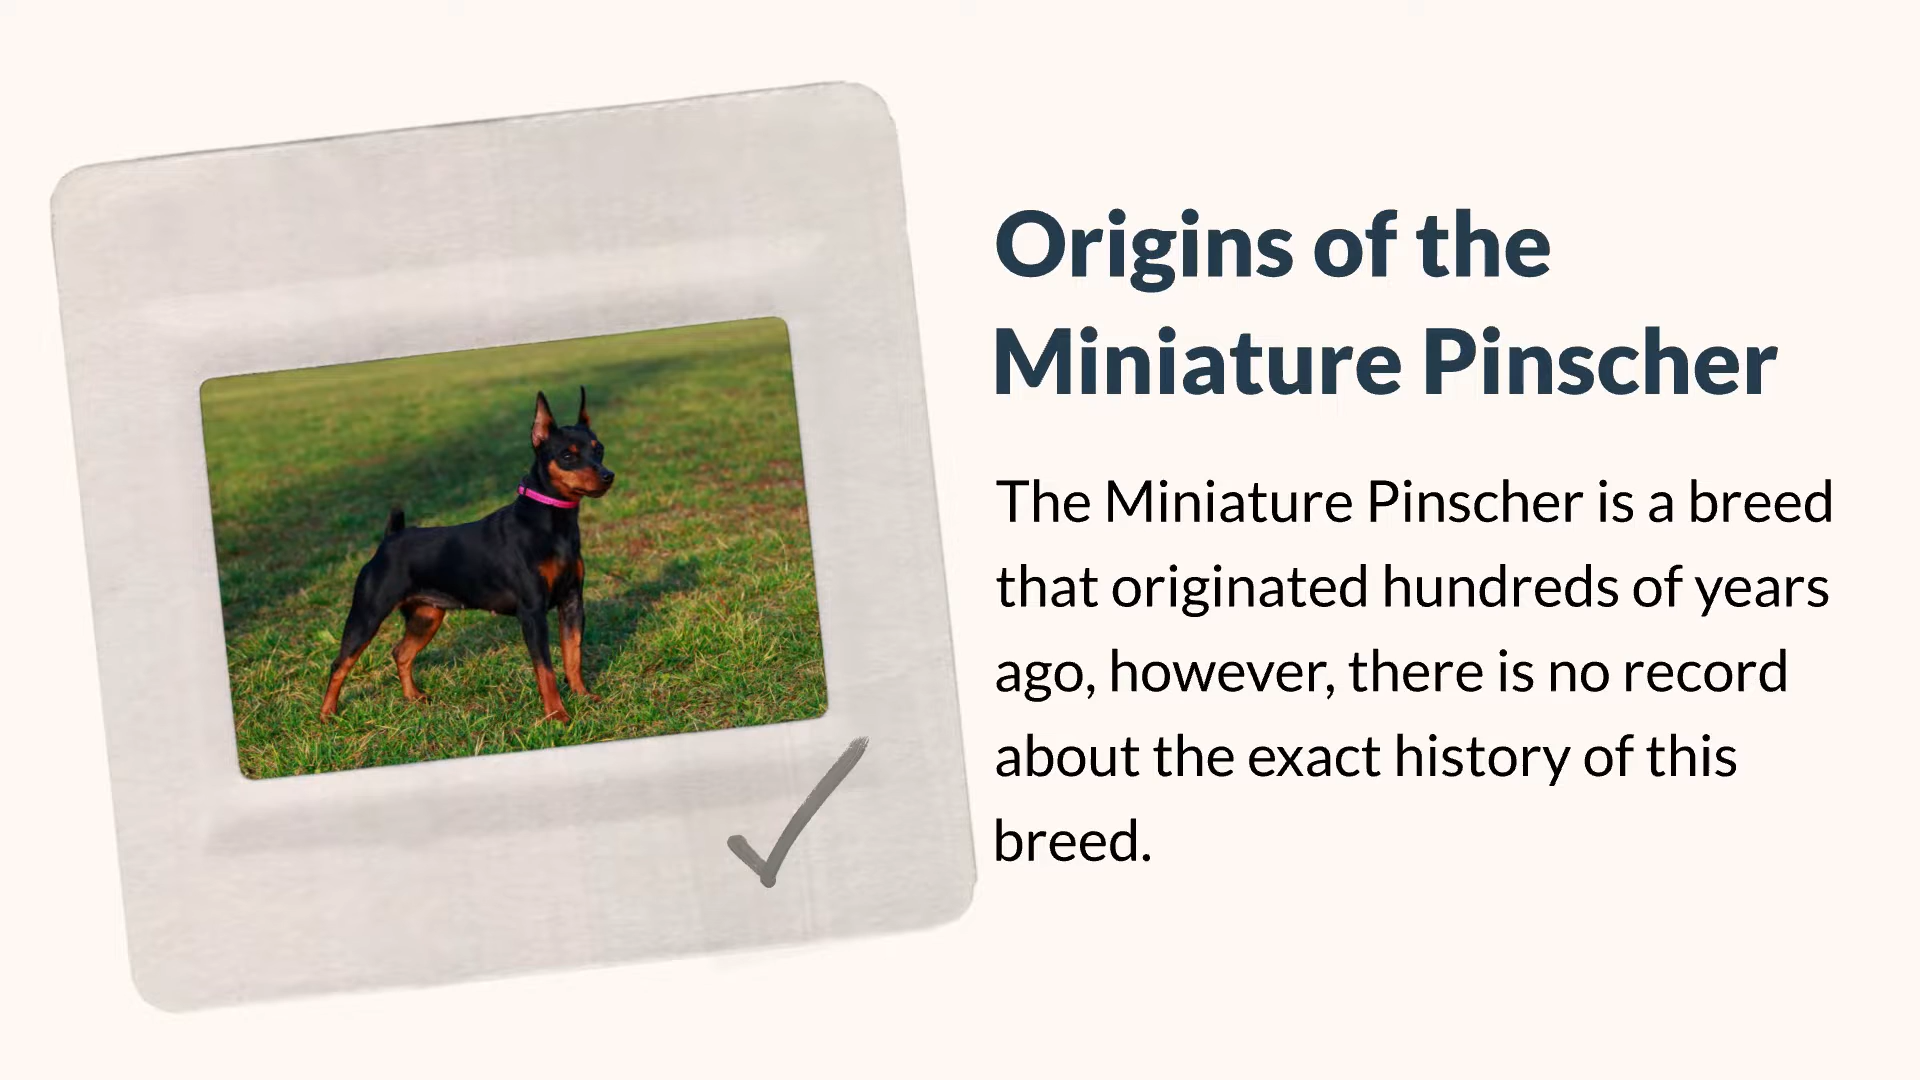 Origins of the
Miniature Pinscher
The Miniature Pinscher is a breed
that originated hundreds of years
ago, however, there is no record
about the exact history of this
breed.